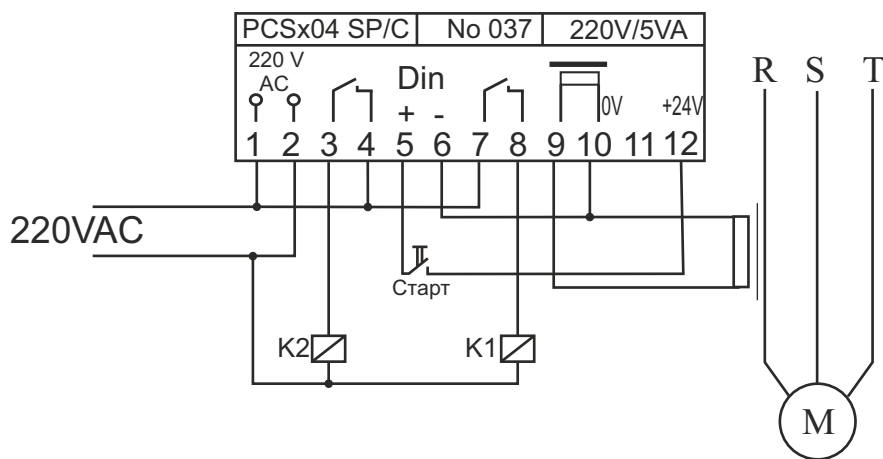 PCSx04 SP/C No 037 220V/5VA
220 V
AC
Din
+ -
0V +24V
1 2 3 4 5 6 7 8 9 10 11 12
R S T
220VAC
Старт
K2 K1
M